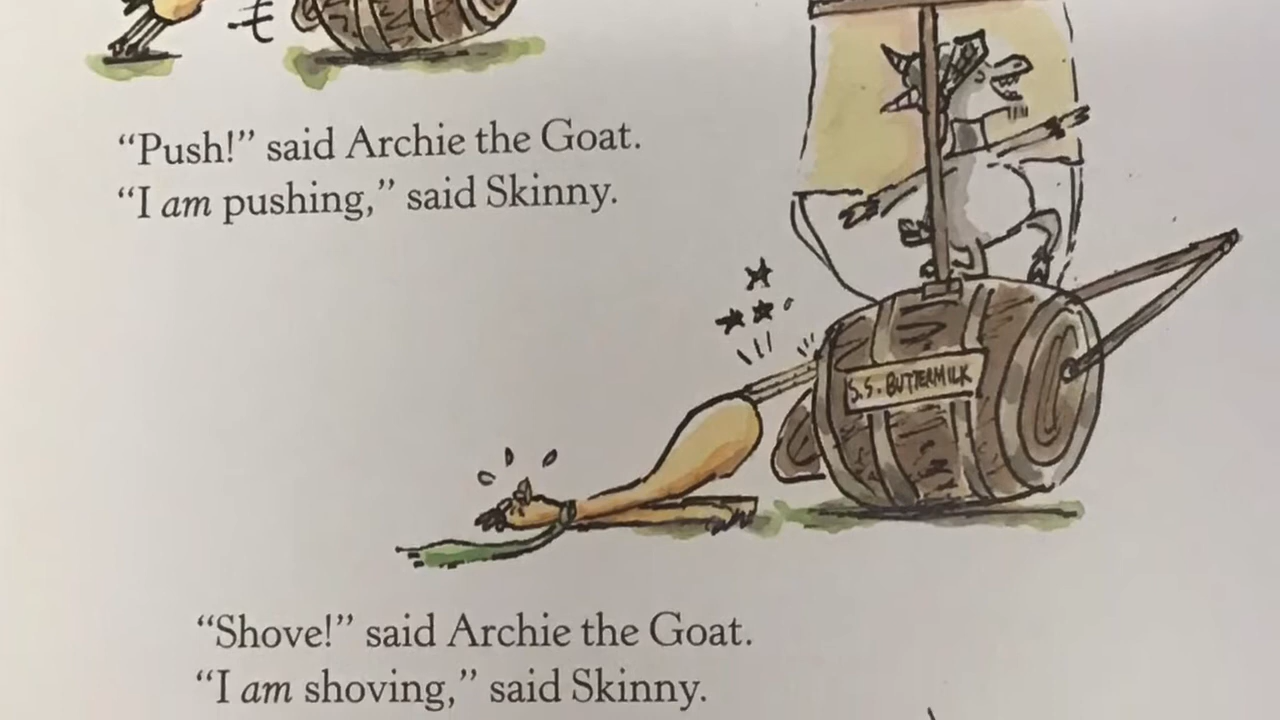 “Push!” said Archie the Goat.
“I am pushing,” said Skinny.
S.S. BUTTERMILK
“Shove!” said Archie the Goat.
“I am shoving,” said Skinny.